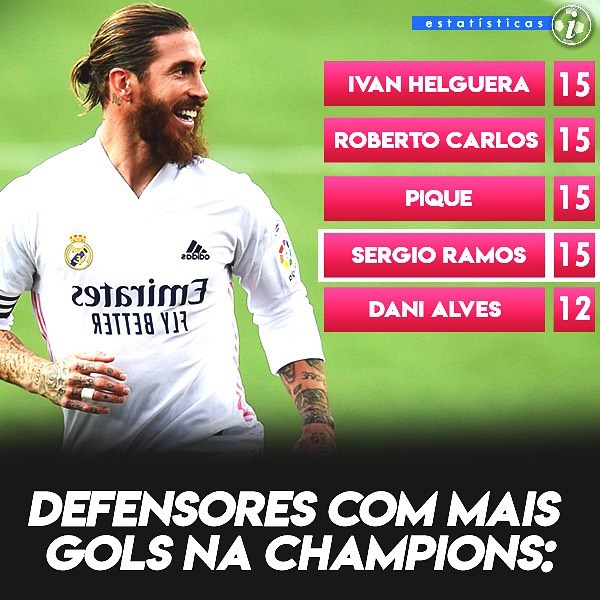 estatísticas
i
IVAN HELGUERA 15
ROBERTO CARLOS 15
PIQUE 15
SERGIO RAMOS 15
DANI ALVES 12
adidas
Emirates
FLY BETTER
DEFENSORES COM MAIS
GOLS NA CHAMPIONS: